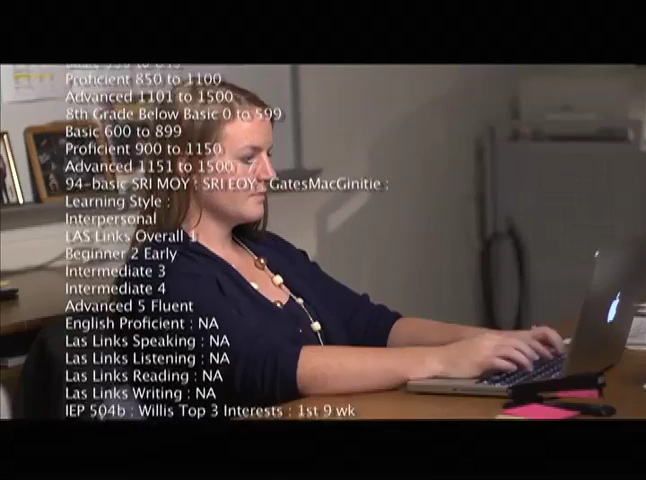 Proficient 850 to 1100
Advanced 1101 to 1500
8th Grade Below Basic 0 to 599
Basic 600 to 899
Proficient 900 to 1150
Advanced 1151 to 1500
94-basic SRI MOY : SRI EOY : GatesMacGinitie :
Learning Style :
Interpersonal
LAS Links Overall 1
Beginner 2 Early
Intermediate 3
Intermediate 4
Advanced 5 Fluent
English Proficient : NA
Las Links Speaking : NA
Las Links Listening : NA
Las Links Reading : NA
Las Links Writing : NA
IEP 504b : Willis Top 3 Interests : 1st 9 wk